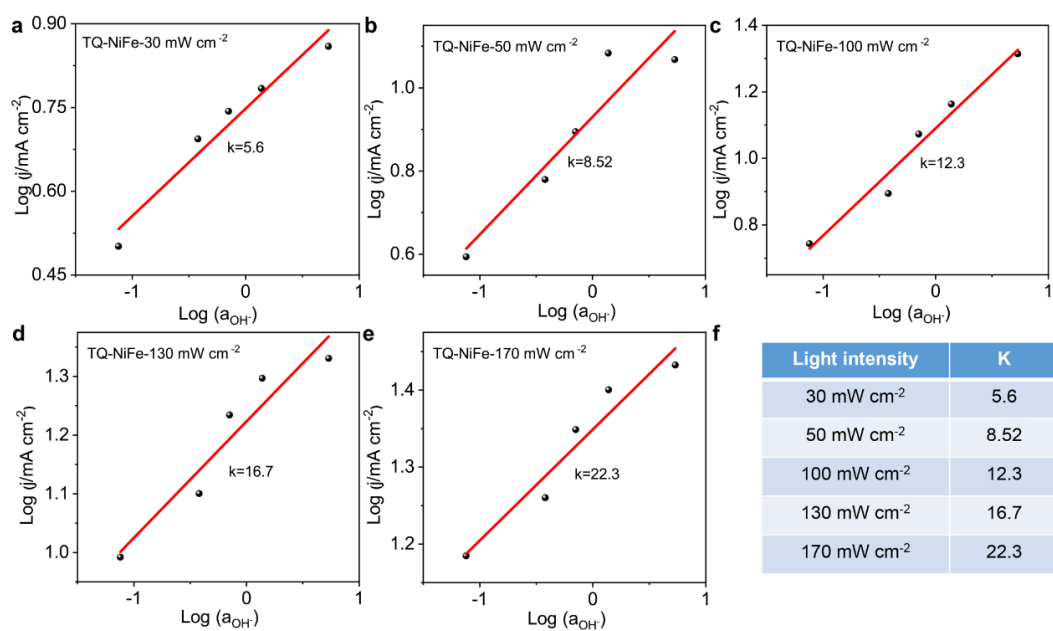 a
TQ-NiFe-30 mW cm⁻²
k=5.6
0.90
0.75
0.60
0.45
Log (j/mA cm⁻²)
-1
0
1
Log (a_OH-)
b
TQ-NiFe-50 mW cm⁻²
k=8.52
1.0
0.8
0.6
Log (j/mA cm⁻²)
-1
0
1
Log (a_OH-)
c
TQ-NiFe-100 mW cm⁻²
k=12.3
1.4
1.2
1.0
0.8
Log (j/mA cm⁻²)
-1
0
1
Log (a_OH-)
d
TQ-NiFe-130 mW cm⁻²
k=16.7
1.3
1.2
1.1
1.0
Log (j/mA cm⁻²)
-1
0
1
Log (a_OH-)
e
TQ-NiFe-170 mW cm⁻²
k=22.3
1.4
1.3
1.2
Log (j/mA cm⁻²)
-1
0
1
Log (a_OH-)
f
Light intensity K
30 mW cm⁻² 5.6
50 mW cm⁻² 8.52
100 mW cm⁻² 12.3
130 mW cm⁻² 16.7
170 mW cm⁻² 22.3